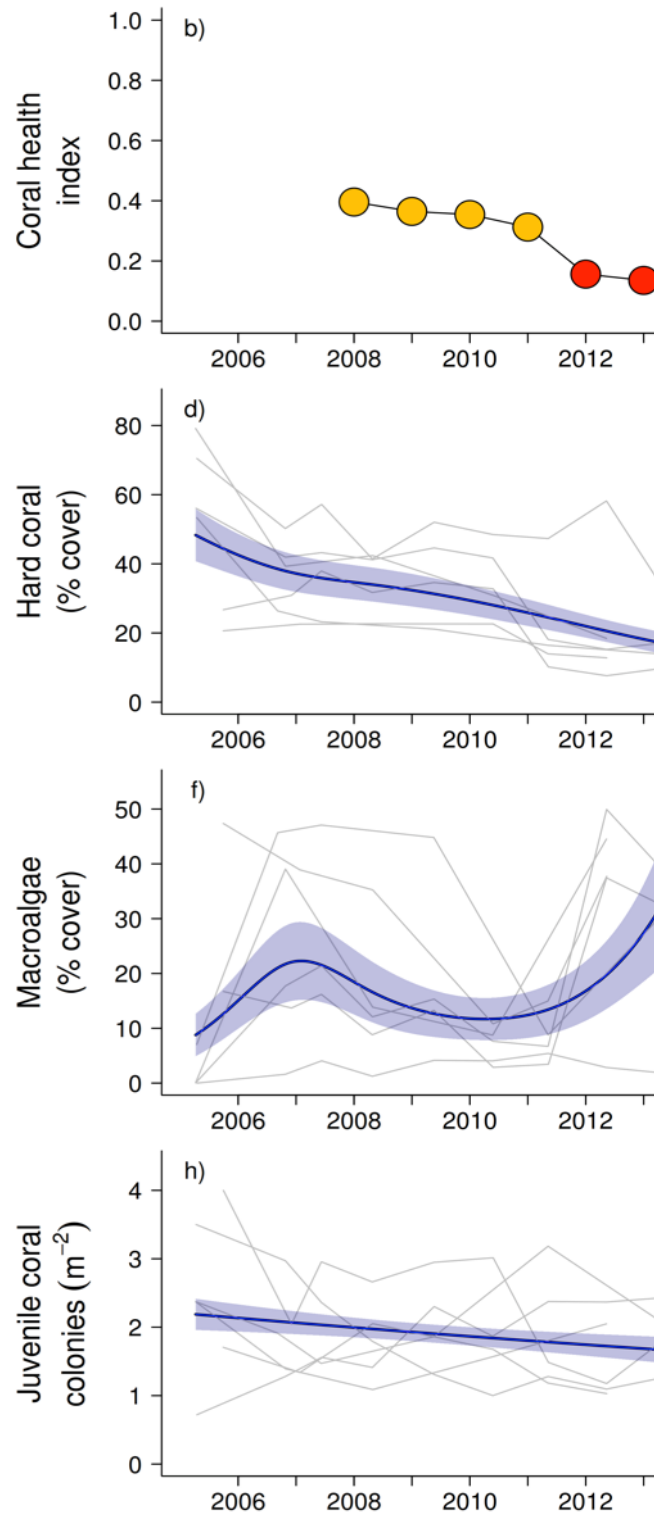 b)
Coral health
index
1.0
0.8
0.6
0.4
0.2
0.0
2006 2008 2010 2012
d)
Hard coral
(% cover)
80
60
40
20
0
2006 2008 2010 2012
f)
Macroalgae
(% cover)
50
40
30
20
10
0
2006 2008 2010 2012
h)
Juvenile coral
colonies (m⁻²)
4
3
2
1
0
2006 2008 2010 2012